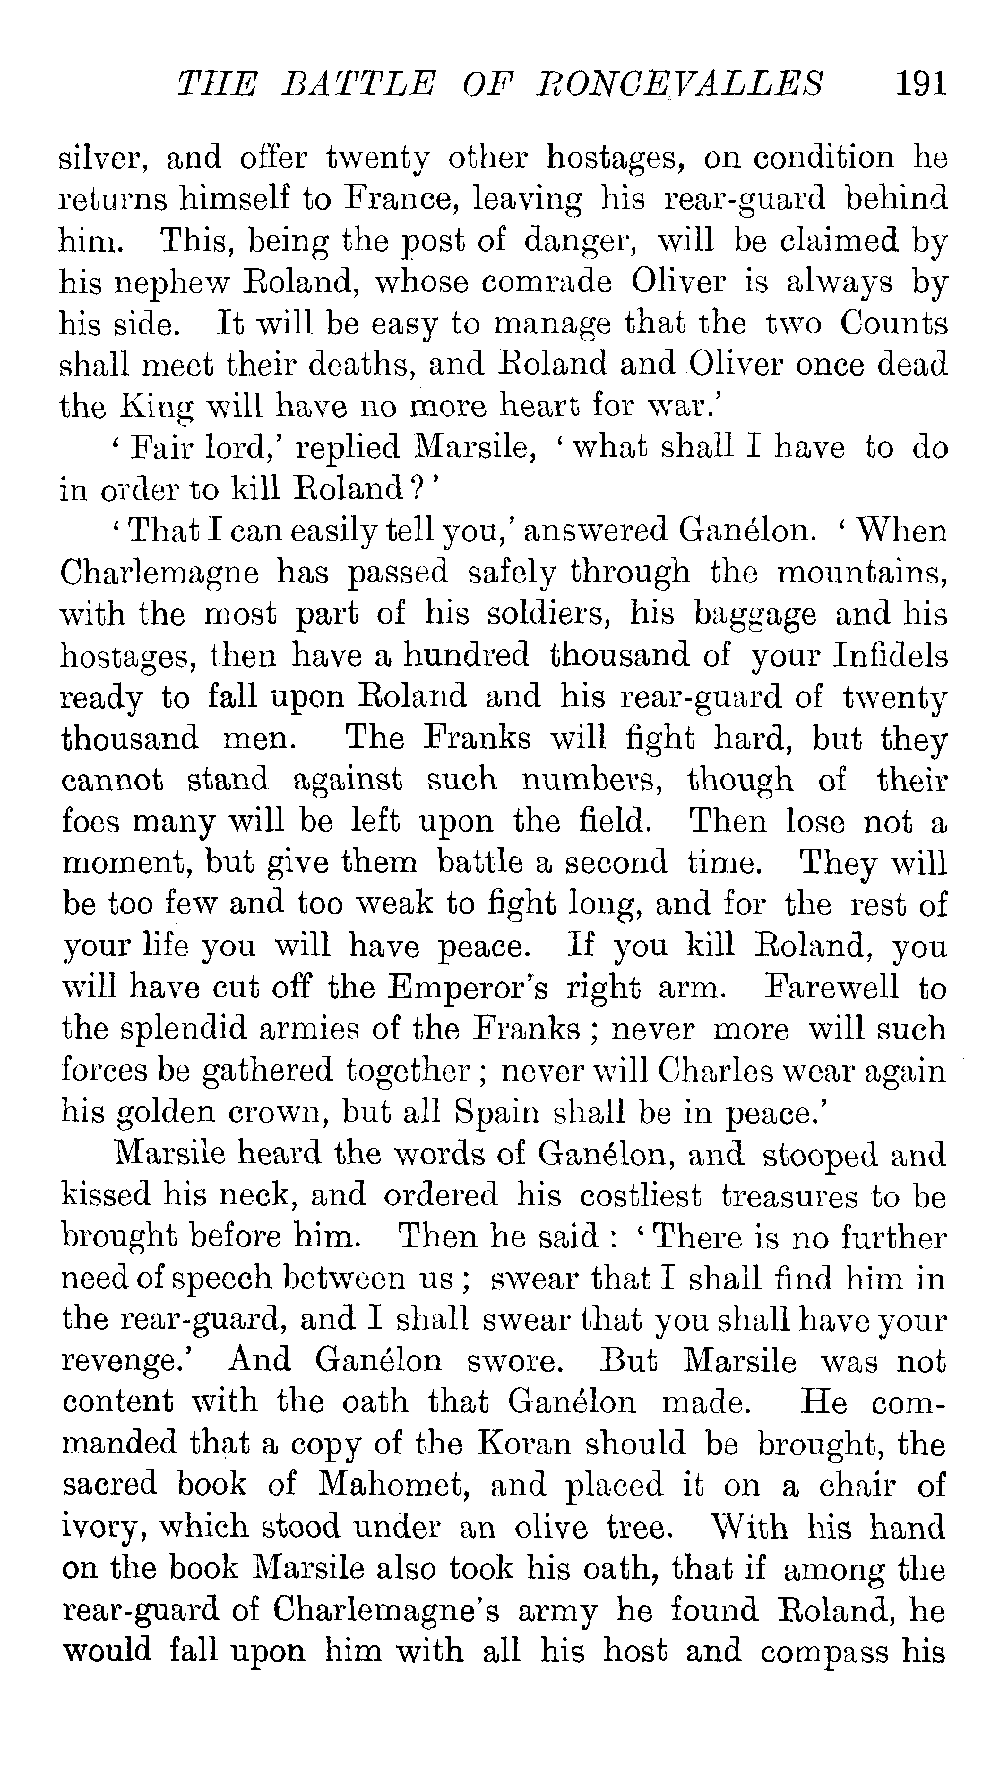 THE BATTLE OF RONCEVALLES 191
silver, and offer twenty other hostages, on condition he
returns himself to France, leaving his rear-guard behind
him. This, being the post of danger, will be claimed by
his nephew Roland, whose comrade Oliver is always by
his side. It will be easy to manage that the two Counts
shall meet their deaths, and Roland and Oliver once dead
the King will have no more heart for war.’
‘ Fair lord,’ replied Marsile, ‘ what shall I have to do
in order to kill Roland ? ’
‘ That I can easily tell you,’ answered Ganélon. ‘ When
Charlemagne has passed safely through the mountains,
with the most part of his soldiers, his baggage and his
hostages, then have a hundred thousand of your Infidels
ready to fall upon Roland and his rear-guard of twenty
thousand men. The Franks will fight hard, but they
cannot stand against such numbers, though of their
foes many will be left upon the field. Then lose not a
moment, but give them battle a second time. They will
be too few and too weak to fight long, and for the rest of
your life you will have peace. If you kill Roland, you
will have cut off the Emperor’s right arm. Farewell to
the splendid armies of the Franks ; never more will such
forces be gathered together ; never will Charles wear again
his golden crown, but all Spain shall be in peace.’
Marsile heard the words of Ganélon, and stooped and
kissed his neck, and ordered his costliest treasures to be
brought before him. Then he said : ‘ There is no further
need of speech between us ; swear that I shall find him in
the rear-guard, and I shall swear that you shall have your
revenge.’ And Ganélon swore. But Marsile was not
content with the oath that Ganélon made. He com-
manded that a copy of the Koran should be brought, the
sacred book of Mahomet, and placed it on a chair of
ivory, which stood under an olive tree. With his hand
on the book Marsile also took his oath, that if among the
rear-guard of Charlemagne’s army he found Roland, he
would fall upon him with all his host and compass his